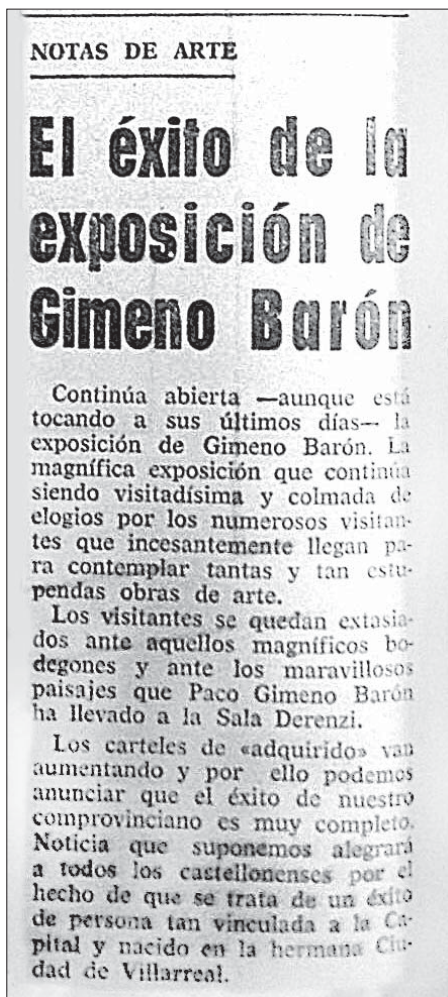 NOTAS DE ARTE
El éxito de la
exposición de
Gimeno Barón
Continúa abierta —aunque está
tocando a sus últimos días— la
exposición de Gimeno Barón. La
magnífica exposición que continúa
siendo visitadísima y colmada de
elogios por los numerosos visitan-
tes que incesantemente llegan pa-
ra contemplar tantas y tan estu-
pendas obras de arte.
Los visitantes se quedan extasia-
dos ante aquellos magníficos bo-
degones y ante los maravillosos
paisajes que Paco Gimeno Barón
ha llevado a la Sala Derenzi.
Los carteles de «adquirido» van
aumentando y por ello podemos
anunciar que el éxito de nuestro
comprovinciano es muy completo.
Noticia que suponemos alegrará
a todos los castellonenses por el
hecho de que se trata de un éxito
de persona tan vinculada a la Ca-
pital y nacido en la hermana Ciu-
dad de Villarreal.